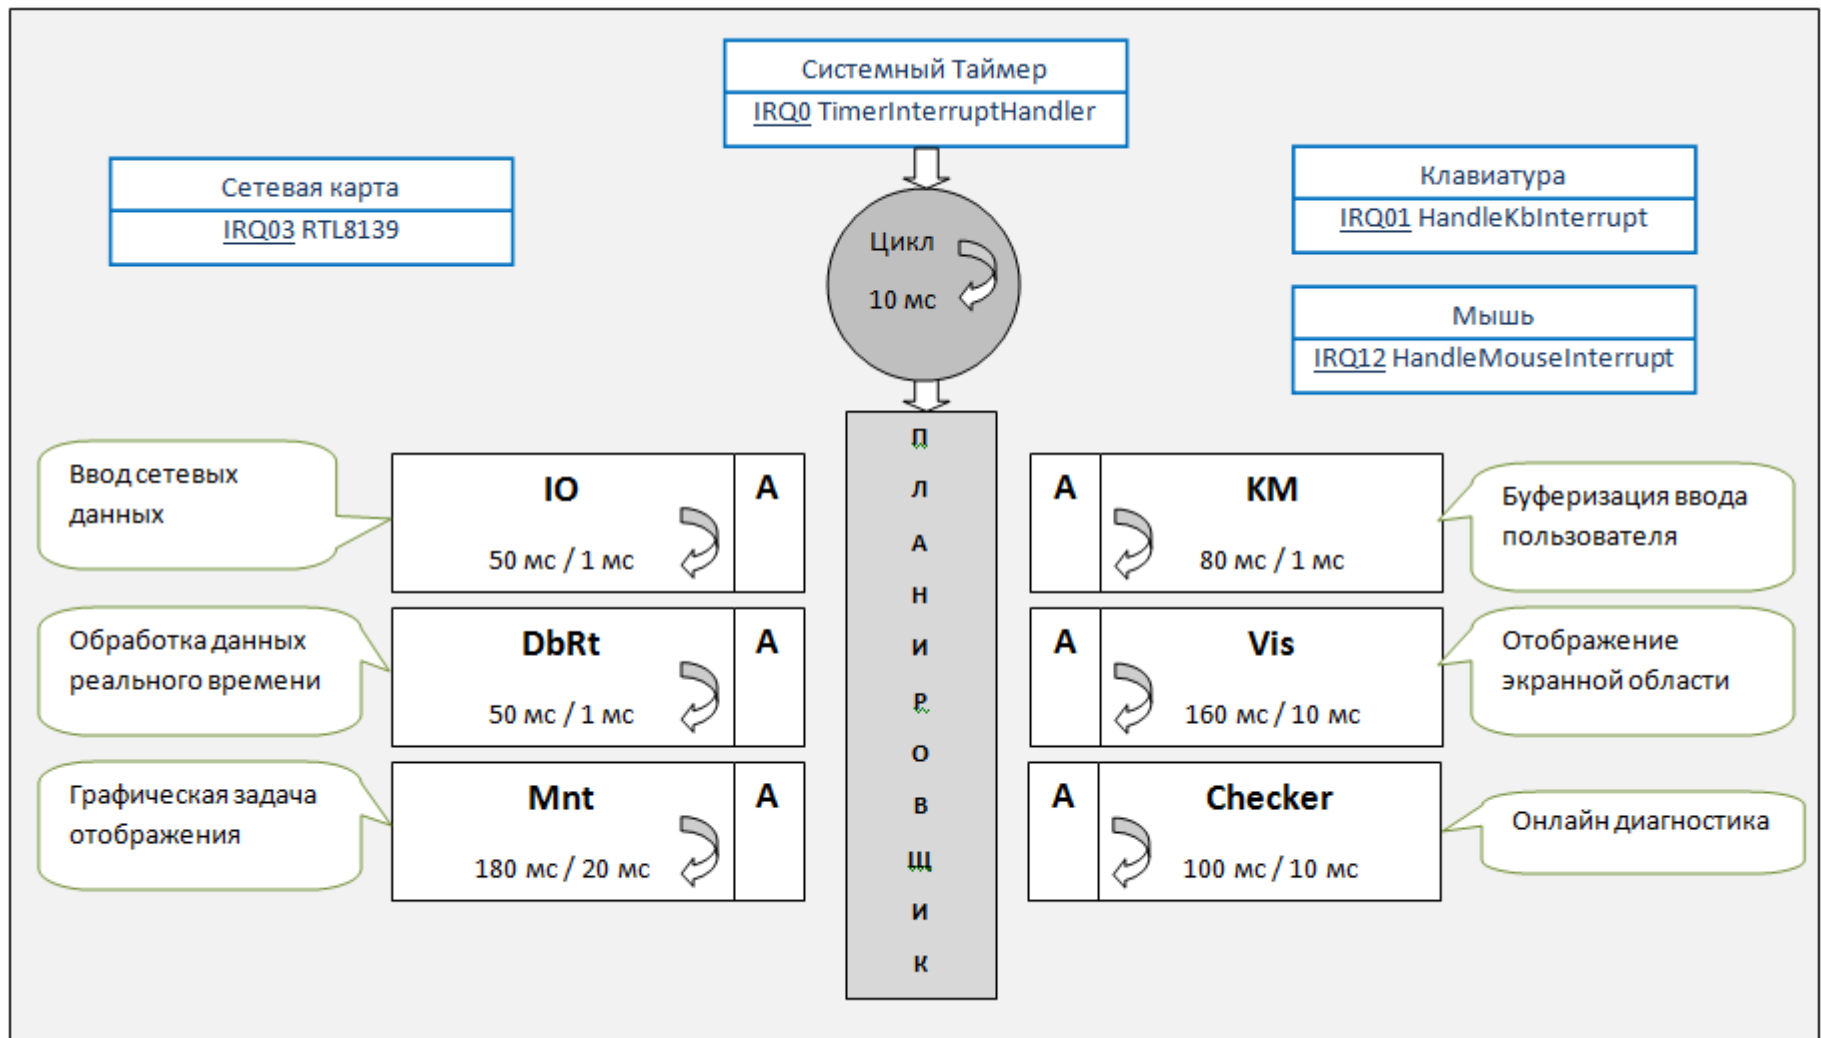 Системный Таймер
IRQ0 TimerInterruptHandler
Сетевая карта
IRQ03 RTL8139
Клавиатура
IRQ01 HandleKbInterrupt
Мышь
IRQ12 HandleMouseInterrupt
Цикл
10 мс
П
Л
А
Н
И
Р
О
В
Щ
И
К
Ввод сетевых
данных
IO
50 мс / 1 мс
А
Обработка данных
реального времени
DbRt
50 мс / 1 мс
А
Графическая задача
отображения
Mnt
180 мс / 20 мс
А
А
KM
80 мс / 1 мс
Буферизация ввода
пользователя
А
Vis
160 мс / 10 мс
Отображение
экранной области
А
Checker
100 мс / 10 мс
Онлайн диагностика